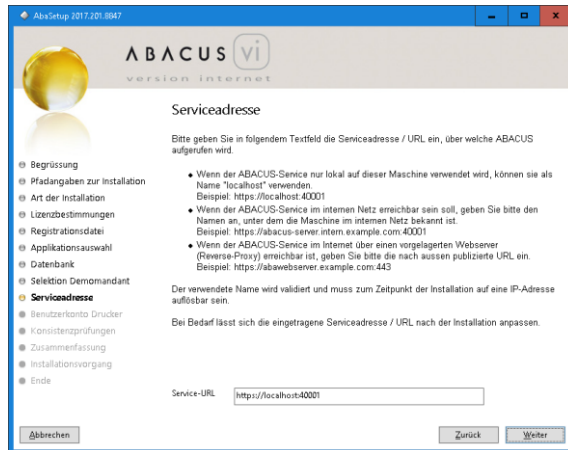 AbaSetup 2017.201.8847
ABACUS vi
version internet
Serviceadresse
Bitte geben Sie in folgendem Textfeld die Serviceadresse / URL ein, über welche ABACUS
aufgerufen wird.
Wenn der ABACUS-Service nur lokal auf dieser Maschine verwendet wird, können sie als
Name "localhost" verwenden.
Beispiel: https://localhost:40001
Wenn der ABACUS-Service im internen Netz erreichbar sein soll, geben Sie bitte den
Namen an, unter dem die Maschine im internen Netz bekannt ist.
Beispiel: https://abacus-server.intern.example.com:40001
Wenn der ABACUS-Service im Internet über einen vorgelagerten Webserver
(Reverse-Proxy) erreichbar ist, geben Sie bitte die nach aussen publizierte URL ein.
Beispiel: https://abawebserver.example.com:443
Der verwendete Name wird validiert und muss zum Zeitpunkt der Installation auf eine IP-Adresse
auflösbar sein.
Bei Bedarf lässt sich die eingetragene Serviceadresse / URL nach der Installation anpassen.
Begrüssung
Pfadangaben zur Installation
Art der Installation
Lizenzbestimmungen
Registrationsdatei
Applikationsauswahl
Datenbank
Selektion Demomandant
Serviceadresse
Benutzerkonto Drucker
Konsistenzprüfungen
Zusammenfassung
Installationsvorgang
Ende
Service-URL https://localhost:40001
Abbrechen Zurück Weiter